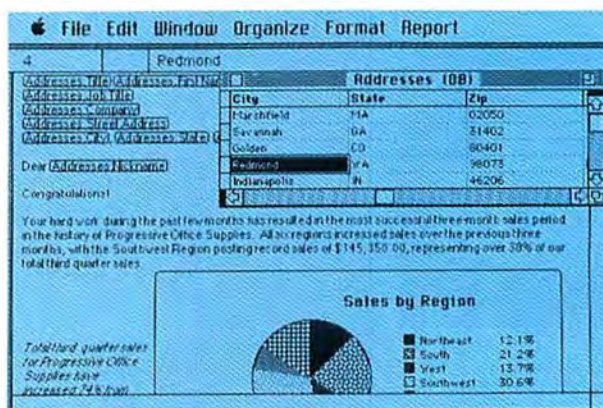 File Edit Window Organize Format Report
4 Redmond
(Addresses.Title) (Addresses.First Nam
(Addresses.Job Title)
(Addresses.Company)
(Addresses.Street Address)
(Addresses.City), (Addresses.State)
Addresses (DB)
City State Zip
Marshfield MA 02050
Savannah GA 31402
Golden CO 80401
Redmond WA 98073
Indianapolis IN 46206
Dear (Addresses.Nickname)
Congratulations!
Your hard work during the past few months has resulted in the most successful three-month sales period
in the history of Progressive Office Supplies. All six regions increased sales over the previous three
months, with the Southwest Region posting record sales of $145,350.00, representing over 30% of our
total third quarter sales.
Sales by Region
Northeast 12.1%
South 21.2%
West 13.7%
Southwest 30.6%
Total third quarter sales
for Progressive Office
Supplies have
increased 74% from